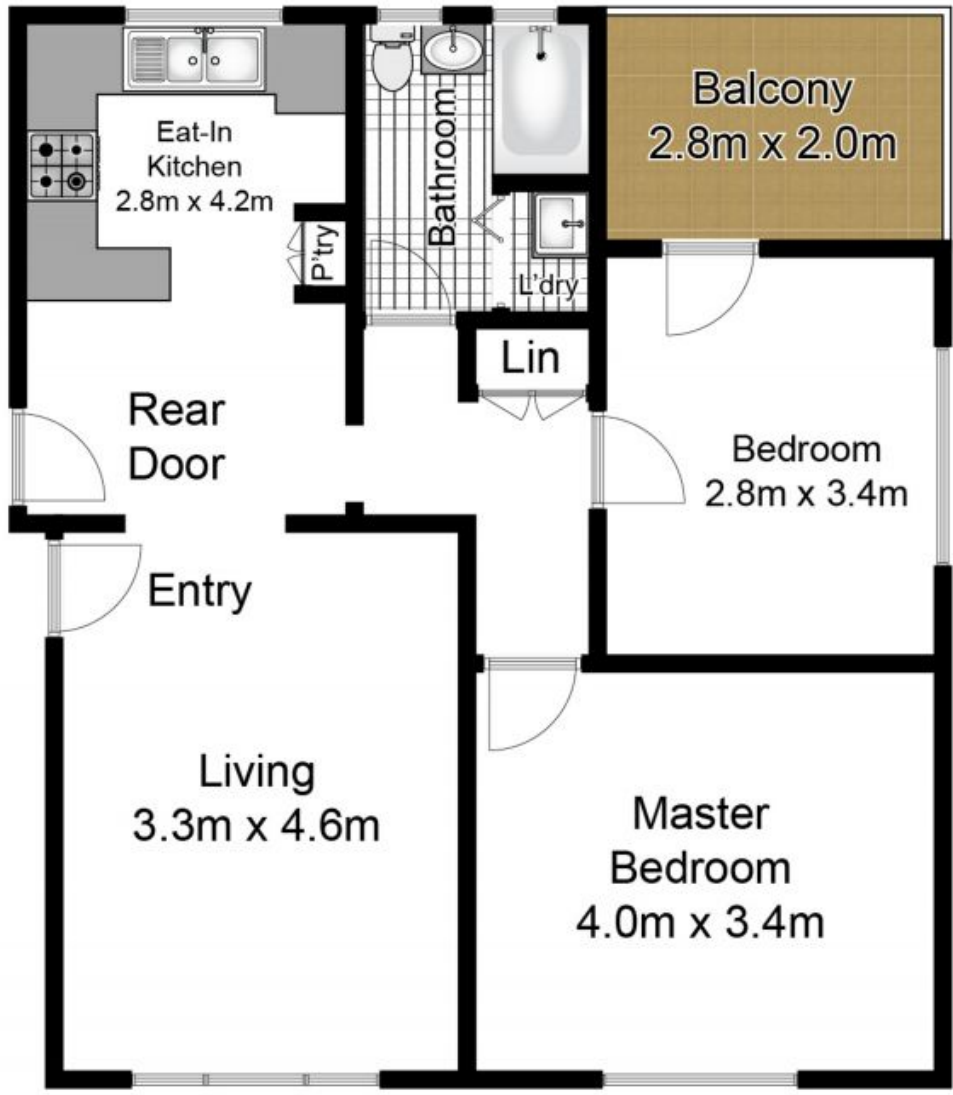 Eat-In
Kitchen
2.8m x 4.2m
P'try
Bathroom
L'dry
Balcony
2.8m x 2.0m
Lin
Rear
Door
Bedroom
2.8m x 3.4m
Entry
Living
3.3m x 4.6m
Master
Bedroom
4.0m x 3.4m